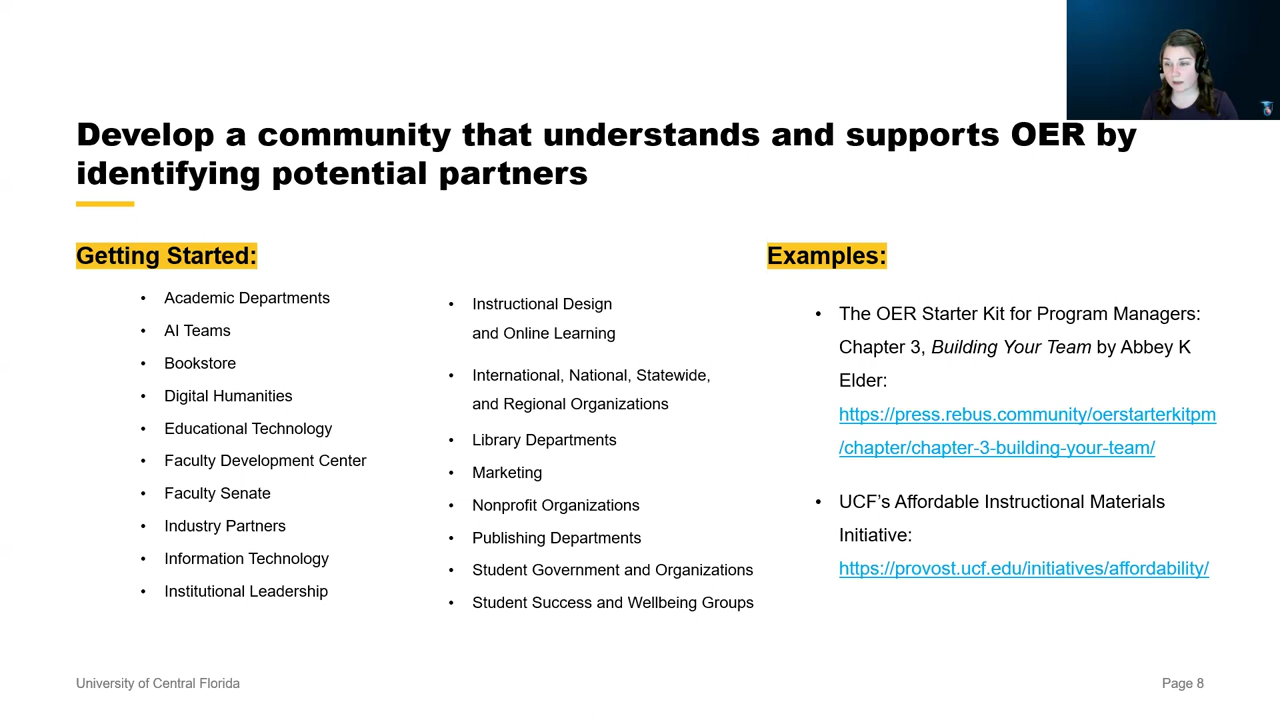 Develop a community that understands and supports OER by
identifying potential partners
Getting Started:
• Academic Departments
• AI Teams
• Bookstore
• Digital Humanities
• Educational Technology
• Faculty Development Center
• Faculty Senate
• Industry Partners
• Information Technology
• Institutional Leadership
• Instructional Design
and Online Learning
• International, National, Statewide,
and Regional Organizations
• Library Departments
• Marketing
• Nonprofit Organizations
• Publishing Departments
• Student Government and Organizations
• Student Success and Wellbeing Groups
Examples:
• The OER Starter Kit for Program Managers:
Chapter 3, Building Your Team by Abbey K
Elder:
https://press.rebus.community/oerstarterkitpm
/chapter/chapter-3-building-your-team/
• UCF’s Affordable Instructional Materials
Initiative:
https://provost.ucf.edu/initiatives/affordability/
University of Central Florida
Page 8